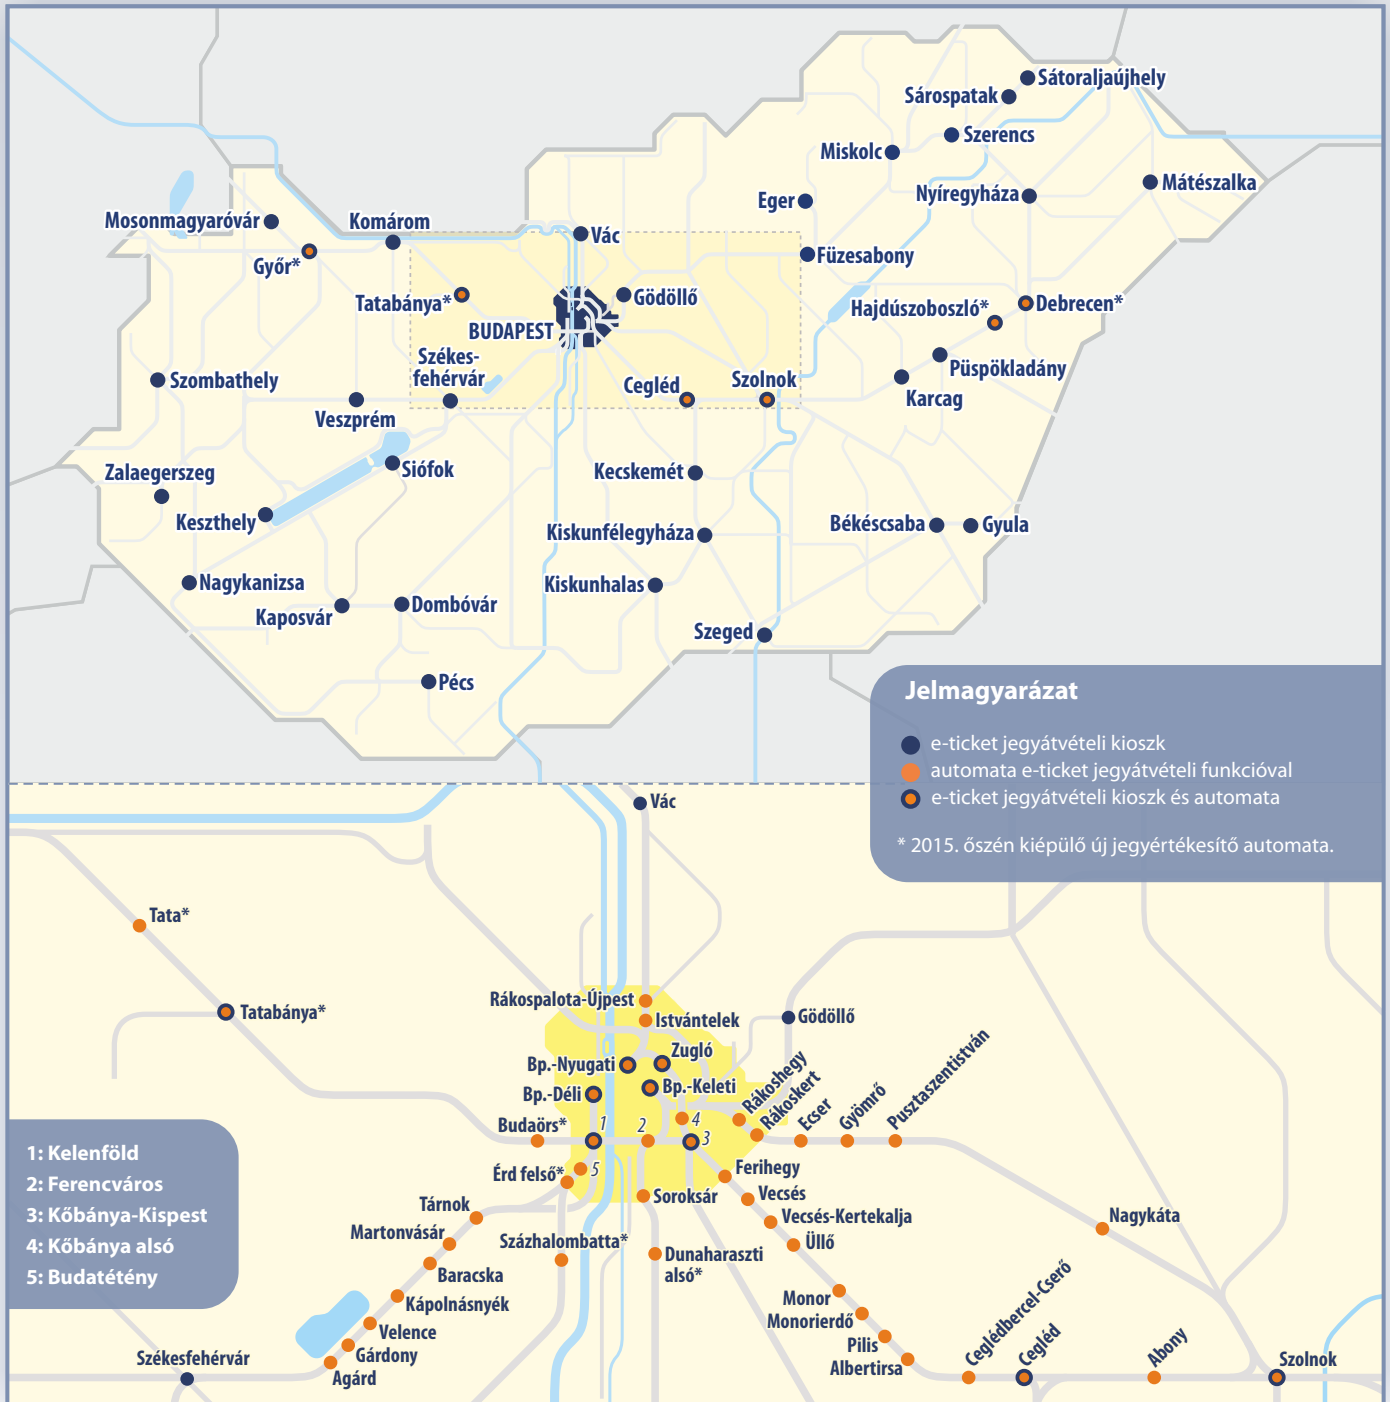 Sátoraljaújhely
Sárospatak
Szerencs
Miskolc
Mátészalka
Nyíregyháza
Eger
Mosonmagyaróvár
Komárom
Vác
Füzesabony
Győr*
Tatabánya*
Gödöllő
Hajdúszoboszló*
Debrecen*
BUDAPEST
Székes-
fehérvár
Püspökladány
Szombathely
Cegléd
Szolnok
Karcag
Veszprém
Zalaegerszeg
Siófok
Kecskemét
Keszthely
Kiskunfélegyháza
Békéscsaba
Gyula
Nagykanizsa
Kiskunhalas
Kaposvár
Dombóvár
Szeged
Pécs
Jelmagyarázat
e-ticket jegyátvételi kioszk
automata e-ticket jegyátvételi funkcióval
e-ticket jegyátvételi kioszk és automata
* 2015. őszén kiépülő új jegyértékesítő automata.
Vác
Tata*
Tatabánya*
Rákospalota-Újpest
Istvántelek
Gödöllő
Zugló
Bp.-Nyugati
Bp.-Keleti
Bp.-Déli
Rákoshegy
Rákoskert
Ecser
Gyömrő
Pusztaszentistván
Budaörs*
1
2
4
3
5
Érd felső*
Ferihegy
Soroksár
Vecsés
Tárnok
Vecsés-Kertekalja
Nagykáta
Martonvásár
Százhalombatta*
Üllő
Dunaharaszti
alsó*
Baracska
Kápolnásnyék
Monor
Monorierdő
Velence
Pilis
Gárdony
Albertirsa
Agárd
Székesfehérvár
Ceglédbercel-Cserő
Cegléd
Abony
Szolnok
1: Kelenföld
2: Ferencváros
3: Kőbánya-Kispest
4: Kőbánya alsó
5: Budatétény